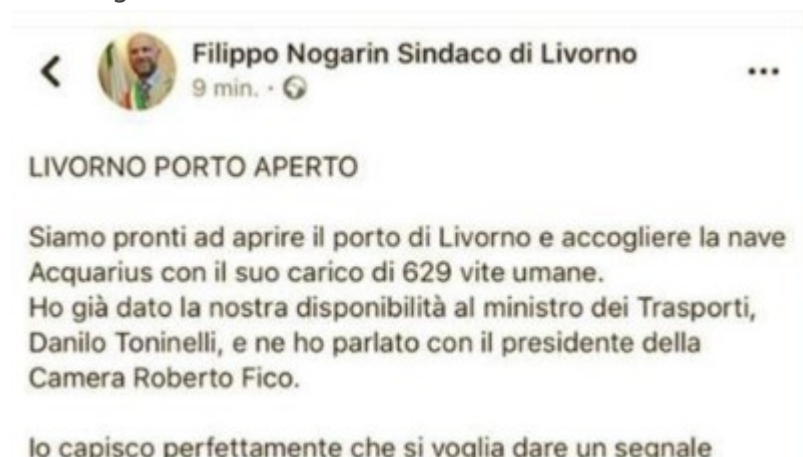 Filippo Nogarin Sindaco di Livorno
9 min. ·
LIVORNO PORTO APERTO
Siamo pronti ad aprire il porto di Livorno e accogliere la nave
Acquarius con il suo carico di 629 vite umane.
Ho già dato la nostra disponibilità al ministro dei Trasporti,
Danilo Toninelli, e ne ho parlato con il presidente della
Camera Roberto Fico.
Io capisco perfettamente che si voglia dare un segnale